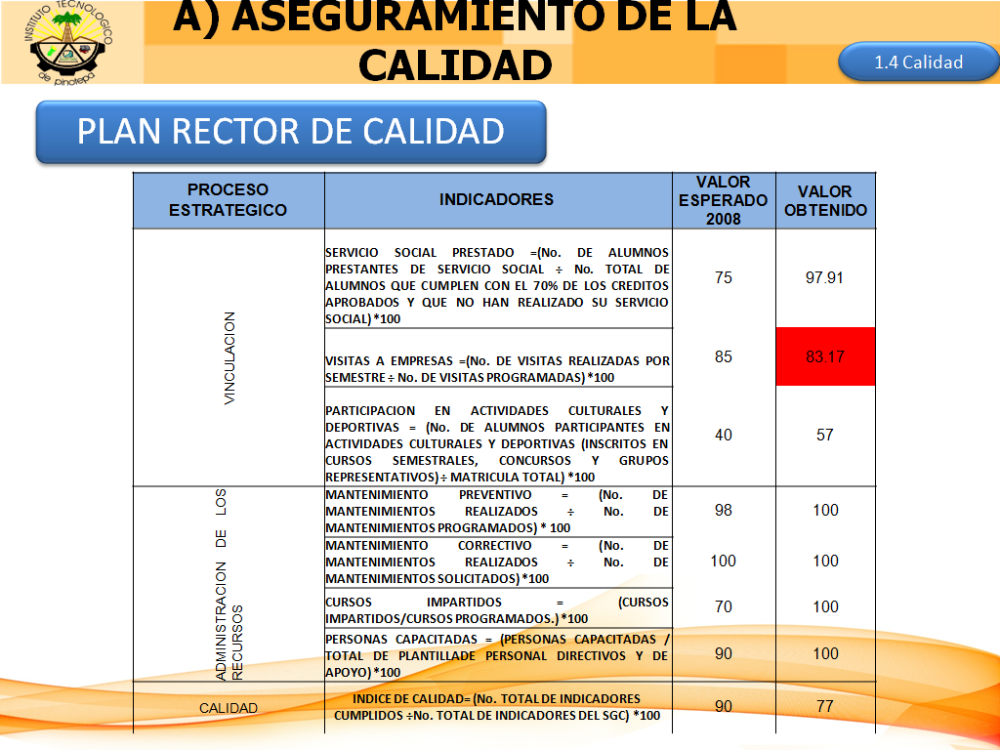 INSTITUTO TECNOLOGICO
de pinotepa
A) ASEGURAMIENTO DE LA
CALIDAD
1.4 Calidad
PLAN RECTOR DE CALIDAD
PROCESO
ESTRATEGICO
INDICADORES
VALOR
ESPERADO
2008
VALOR
OBTENIDO
VINCULACION
SERVICIO SOCIAL PRESTADO =(No. DE ALUMNOS
PRESTANTES DE SERVICIO SOCIAL ÷ No. TOTAL DE
ALUMNOS QUE CUMPLEN CON EL 70% DE LOS CREDITOS
APROBADOS Y QUE NO HAN REALIZADO SU SERVICIO
SOCIAL) *100
75
97.91
VISITAS A EMPRESAS =(No. DE VISITAS REALIZADAS POR
SEMESTRE ÷ No. DE VISITAS PROGRAMADAS) *100
85
83.17
PARTICIPACION EN ACTIVIDADES CULTURALES Y
DEPORTIVAS = (No. DE ALUMNOS PARTICIPANTES EN
ACTIVIDADES CULTURALES Y DEPORTIVAS (INSCRITOS EN
CURSOS SEMESTRALES, CONCURSOS Y GRUPOS
REPRESENTATIVOS) ÷ MATRICULA TOTAL) *100
40
57
ADMINISTRACION DE LOS
RECURSOS
MANTENIMIENTO PREVENTIVO = (No. DE
MANTENIMIENTOS REALIZADOS ÷ No. DE
MANTENIMIENTOS PROGRAMADOS) * 100
98
100
MANTENIMIENTO CORRECTIVO = (No. DE
MANTENIMIENTOS REALIZADOS ÷ No. DE
MANTENIMIENTOS SOLICITADOS) *100
100
100
CURSOS IMPARTIDOS = (CURSOS
IMPARTIDOS/CURSOS PROGRAMADOS.) *100
70
100
PERSONAS CAPACITADAS = (PERSONAS CAPACITADAS /
TOTAL DE PLANTILLADE PERSONAL DIRECTIVOS Y DE
APOYO) *100
90
100
CALIDAD
INDICE DE CALIDAD= (No. TOTAL DE INDICADORES
CUMPLIDOS ÷No. TOTAL DE INDICADORES DEL SGC) *100
90
77